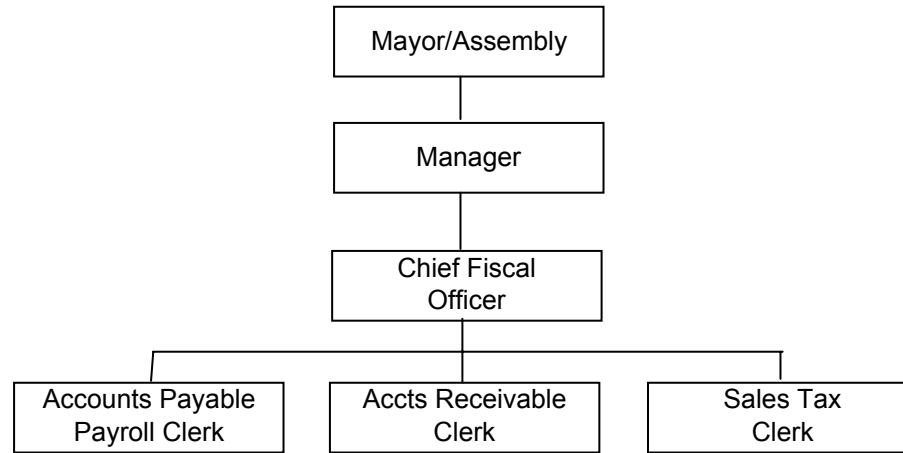 Mayor/Assembly
Manager
Chief Fiscal
Officer
Accounts Payable
Payroll Clerk
Accts Receivable
Clerk
Sales Tax
Clerk